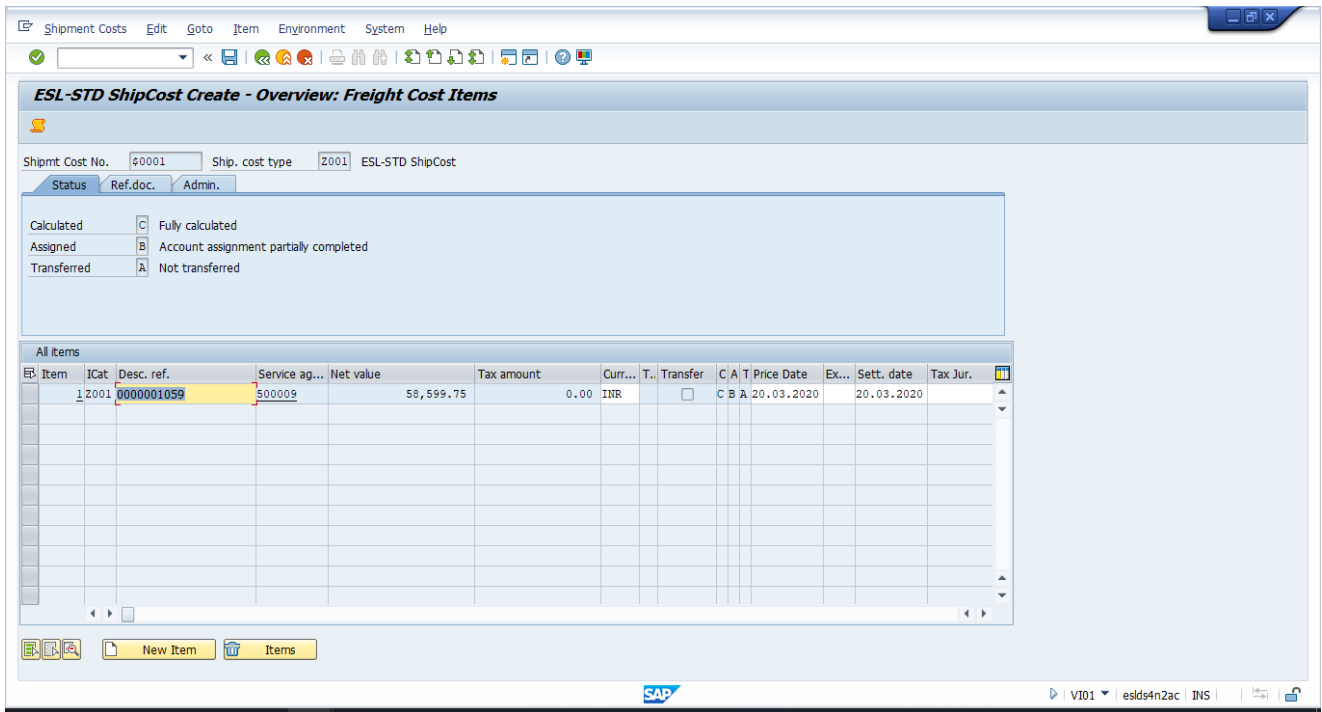 Shipment Costs Edit Goto Item Environment System Help
ESL-STD ShipCost Create - Overview: Freight Cost Items
Shipmt Cost No. $0001 Ship. cost type Z001 ESL-STD ShipCost
Status Ref.doc. Admin.
Calculated C Fully calculated
Assigned B Account assignment partially completed
Transferred A Not transferred
All items
Item ICat Desc. ref. Service ag... Net value Tax amount Curr... T.. Transfer C A T Price Date Ex... Sett. date Tax Jur.
1 Z001 0000001059 500009 58,599.75 0.00 INR C B A 20.03.2020 20.03.2020
New Item Items
SAP VI01 eslds4n2ac INS